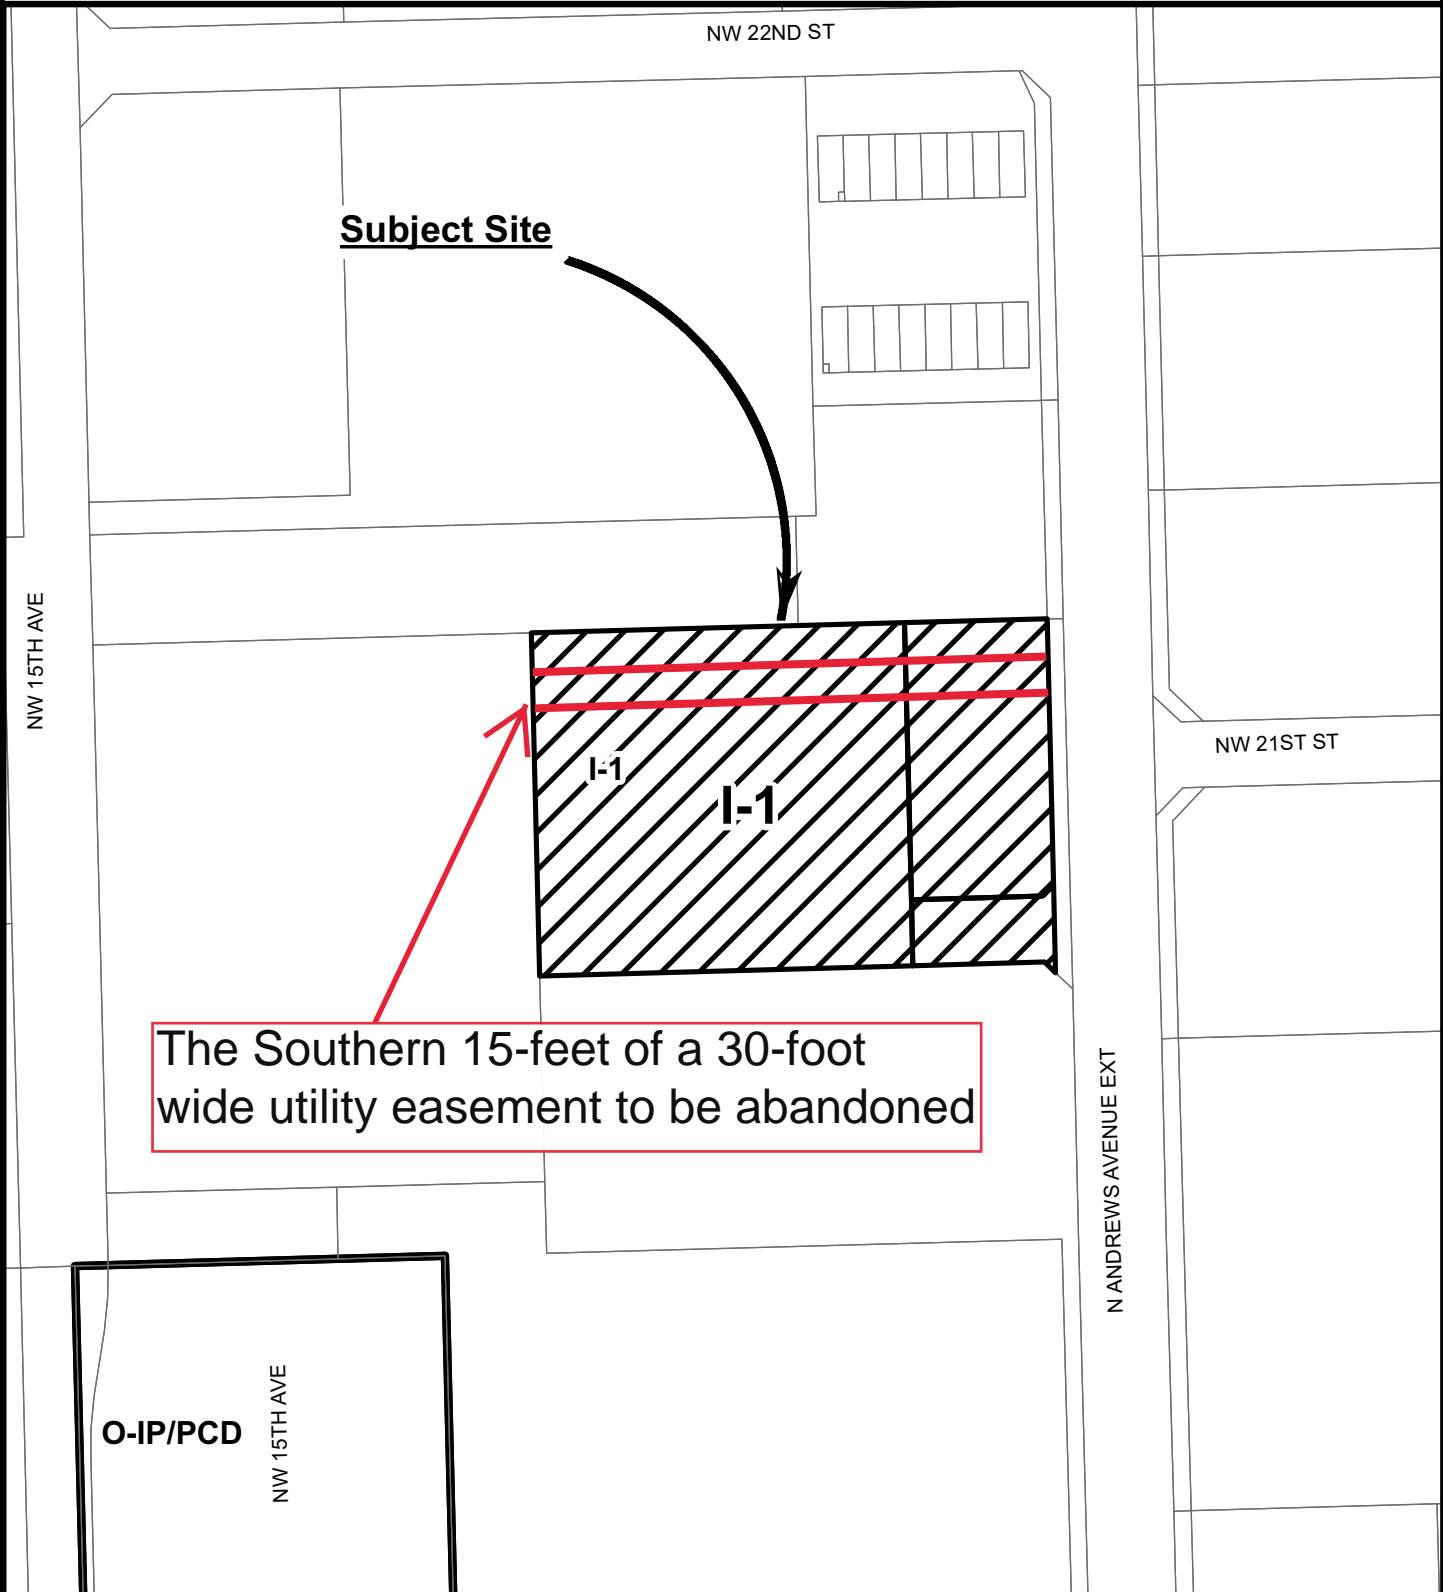 NW 22ND ST
Subject Site
NW 15TH AVE
NW 21ST ST
I-1
I-1
The Southern 15-feet of a 30-foot
wide utility easement to be abandoned
N ANDREWS AVENUE EXT
O-IP/PCD
NW 15TH AVE